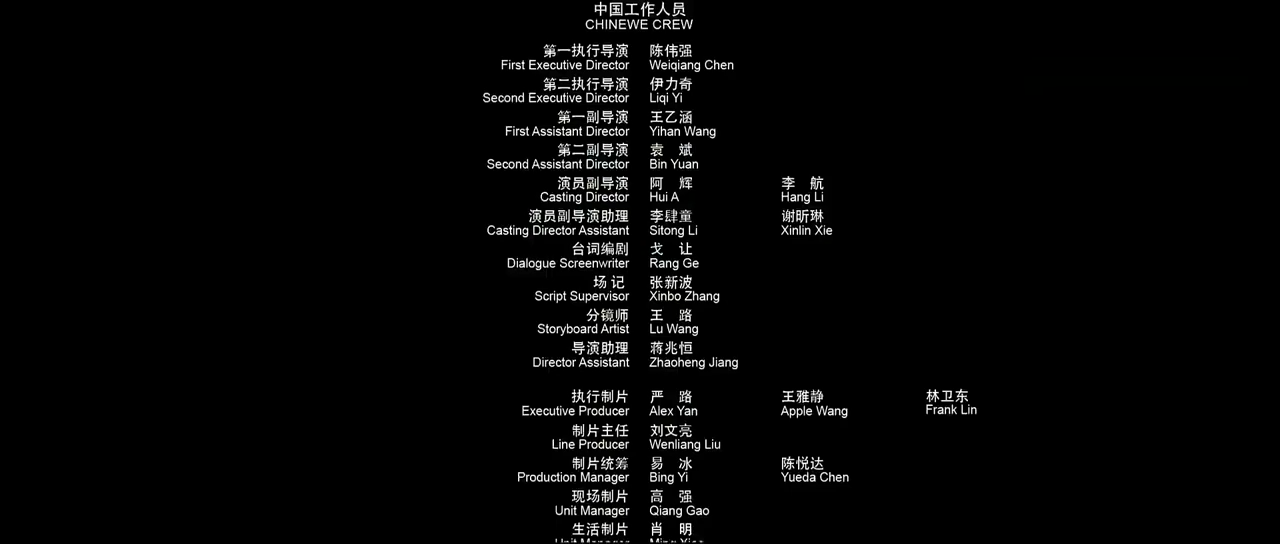 中国工作人员
CHINEWE CREW
第一执行导演 陈伟强
First Executive Director Weiqiang Chen
第二执行导演 伊力奇
Second Executive Director Liqi Yi
第一副导演 王乙涵
First Assistant Director Yihan Wang
第二副导演 袁 斌
Second Assistant Director Bin Yuan
演员副导演 阿 辉 李 航
Casting Director Hui A Hang Li
演员副导演助理 李肆童 谢昕琳
Casting Director Assistant Sitong Li Xinlin Xie
台词编剧 戈 让
Dialogue Screenwriter Rang Ge
场 记 张新波
Script Supervisor Xinbo Zhang
分镜师 王 路
Storyboard Artist Lu Wang
导演助理 蒋兆恒
Director Assistant Zhaoheng Jiang
执行制片 严 路 王雅静 林卫东
Executive Producer Alex Yan Apple Wang Frank Lin
制片主任 刘文亮
Line Producer Wenliang Liu
制片统筹 易 冰 陈悦达
Production Manager Bing Yi Yueda Chen
现场制片 高 强
Unit Manager Qiang Gao
生活制片 肖 明